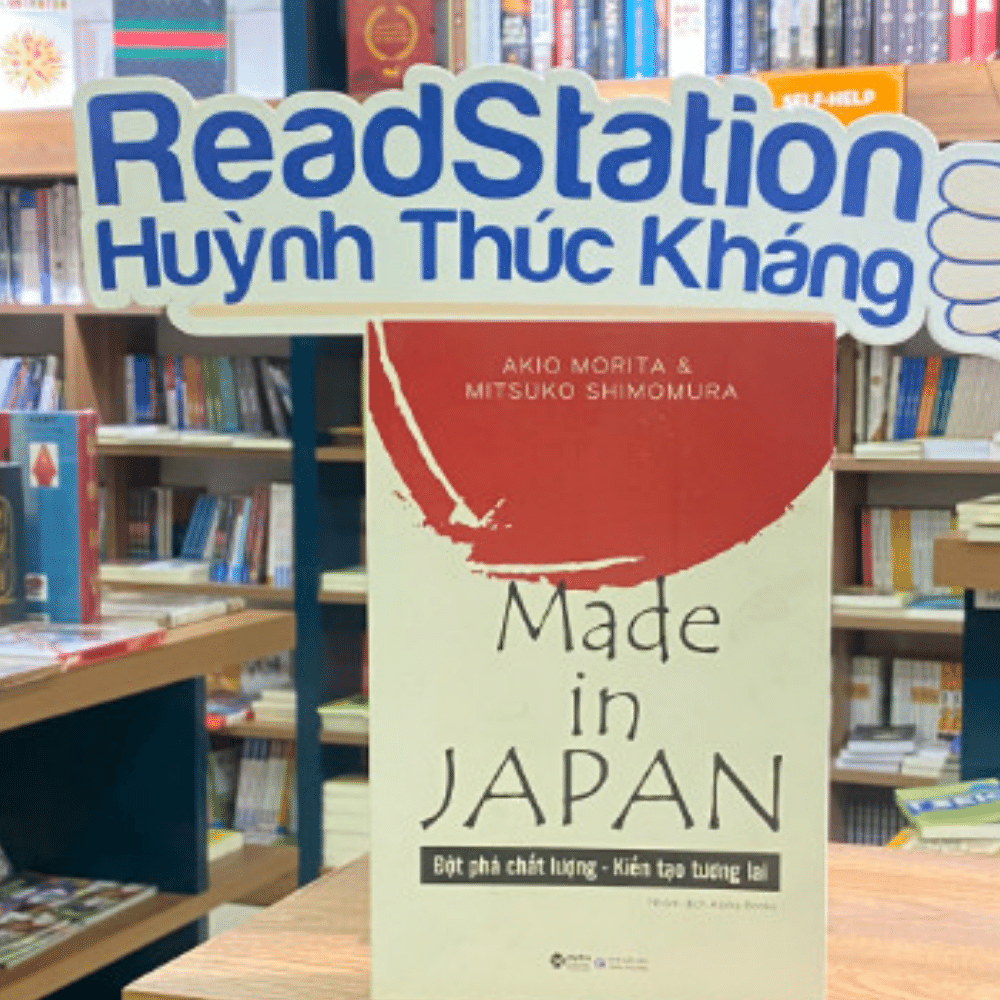 SELF-HELP
ReadStation
Huỳnh Thúc Kháng
AKIO MORITA &
MITSUKO SHIMOMURA
Made
in
JAPAN
Bột phá chất lượng - Kiến tạo tương lai